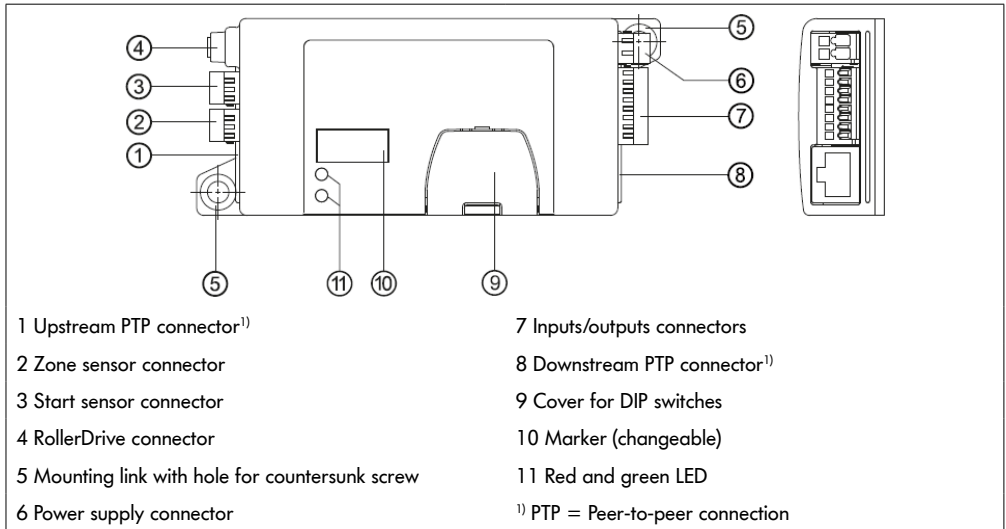 ④
③
②
①
⑤
⑪
⑩
⑨
⑤
⑥
⑦
⑧
1 Upstream PTP connector¹⁾
2 Zone sensor connector
3 Start sensor connector
4 RollerDrive connector
5 Mounting link with hole for countersunk screw
6 Power supply connector
7 Inputs/outputs connectors
8 Downstream PTP connector¹⁾
9 Cover for DIP switches
10 Marker (changeable)
11 Red and green LED
¹⁾ PTP = Peer-to-peer connection